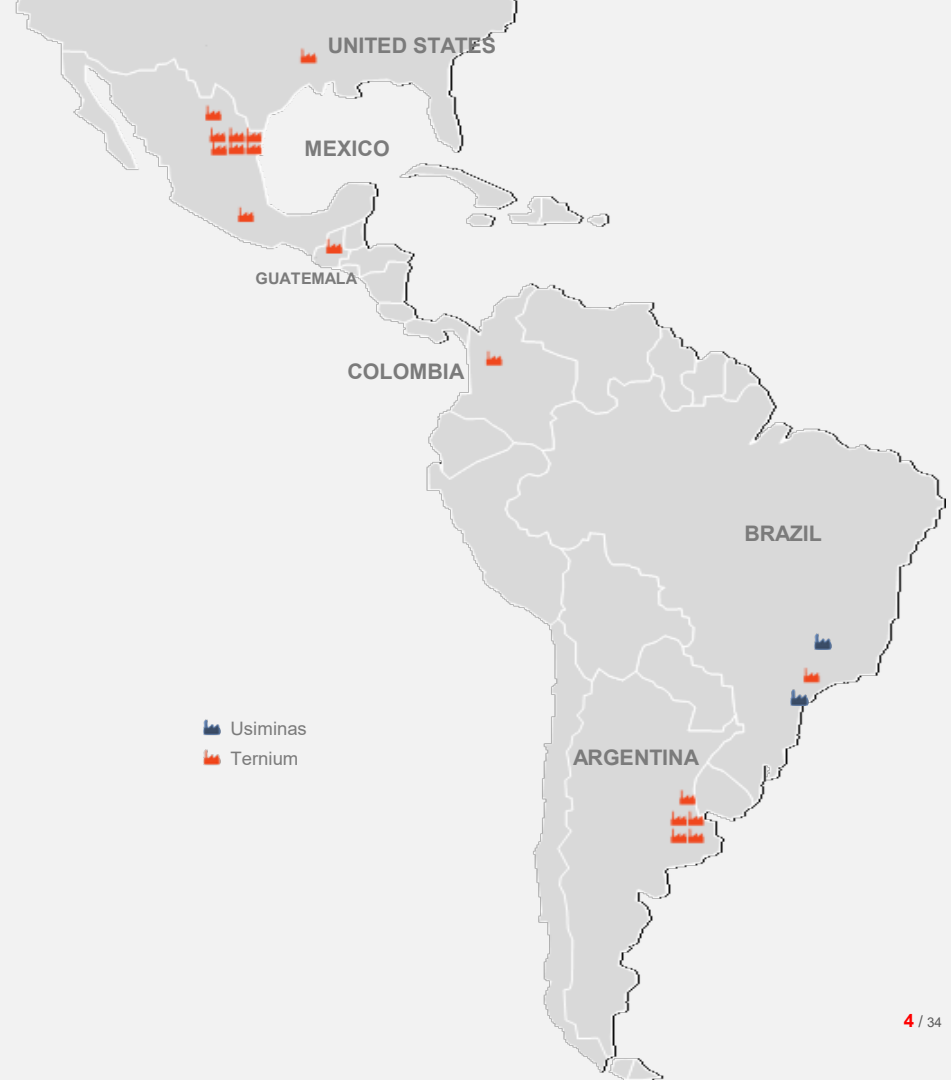 UNITED STATES
MEXICO
GUATEMALA
COLOMBIA
BRAZIL
Usiminas
Ternium
ARGENTINA
4 / 34